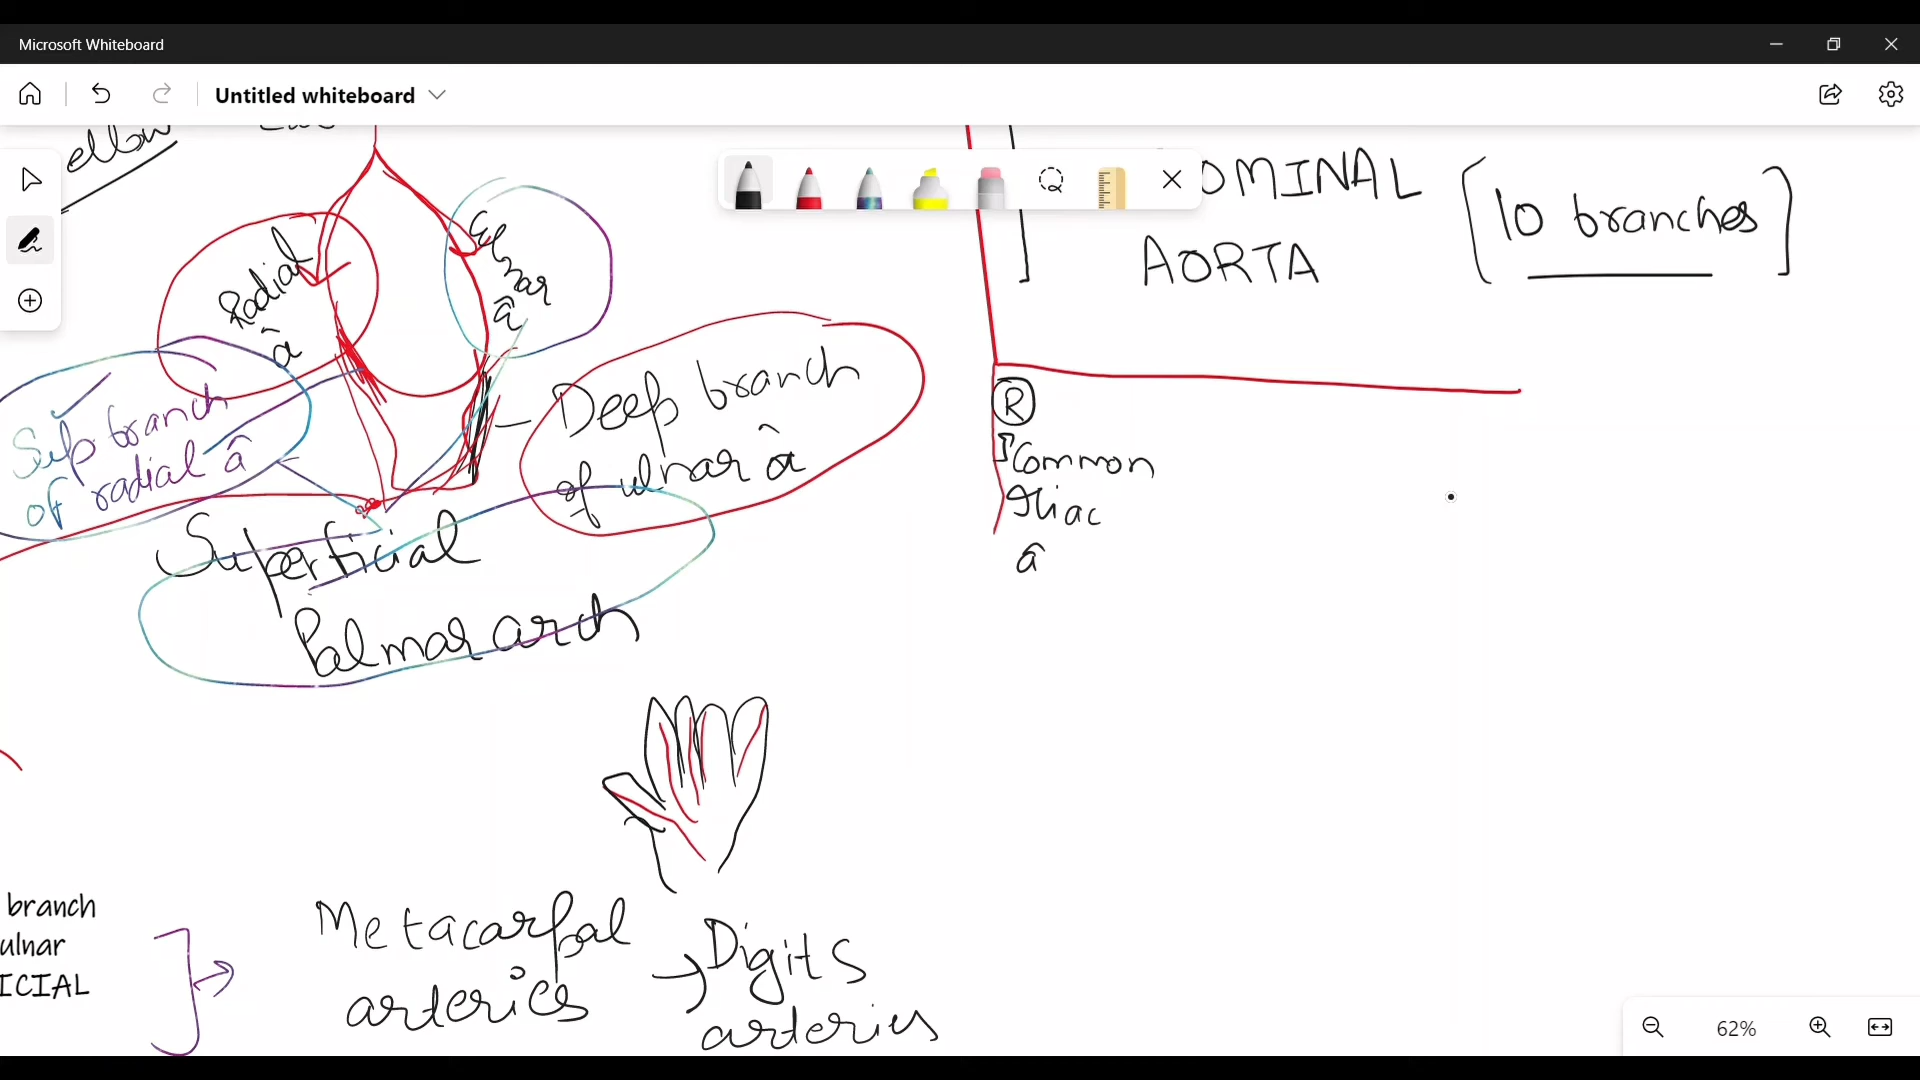 Microsoft Whiteboard
Untitled whiteboard
Radial
â
Ulnar
â
Sup branch
of radial â
Deep branch
of ulnar â
Superficial
Palmar arch
branch
ulnar
ICIAL
Metacarpal
arteries
Digits
arteries
OMINAL
AORTA
[10 branches]
R
Common
Iliac
â
62%